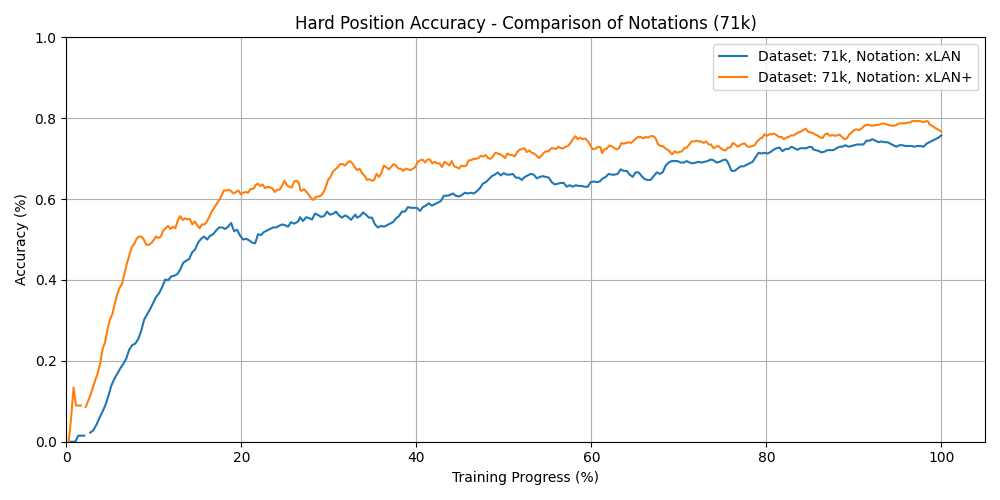 Hard Position Accuracy - Comparison of Notations (71k)
Dataset: 71k, Notation: xLAN
Dataset: 71k, Notation: xLAN+
Accuracy (%)
1.0
0.8
0.6
0.4
0.2
0.0
0 20 40 60 80 100
Training Progress (%)